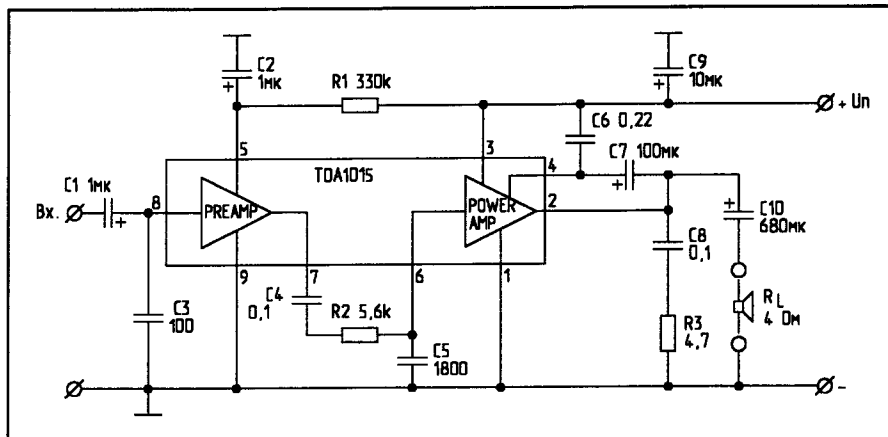 C2
1мк
R1 330k
C9
10мк
+ Uп
C6 0,22
C7 100мк
5
3
4
TDA1015
C1 1мк
Вх.
+
8
PREAMP
POWER
AMP
2
C10
680мк
9
7
6
1
C8
0,1
C3
100
C4
0,1
R2 5,6k
C5
1800
R3
4,7
RL
4 Ом
-